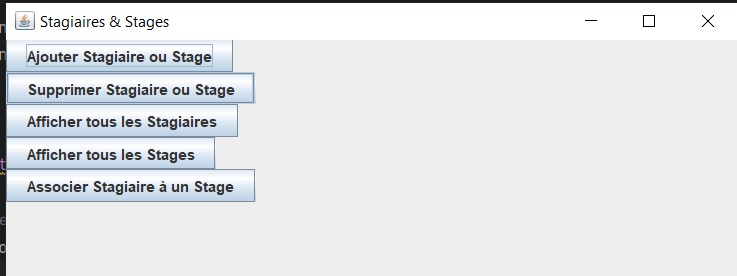 Stagiaires & Stages
Ajouter Stagiaire ou Stage
Supprimer Stagiaire ou Stage
Afficher tous les Stagiaires
Afficher tous les Stages
Associer Stagiaire à un Stage